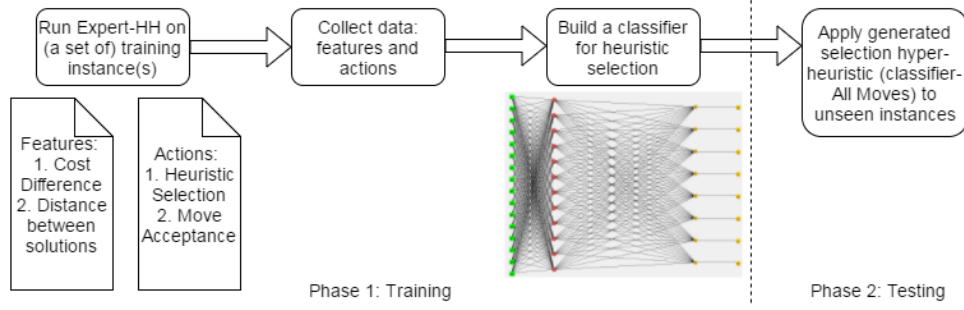 Run Expert-HH on
(a set of) training
instance(s)
Collect data:
features and
actions
Build a classifier
for heuristic
selection
Apply generated
selection hyper-
heuristic (classifier-
All Moves) to
unseen instances
Features:
1. Cost
Difference
2. Distance
between
solutions
Actions:
1. Heuristic
Selection
2. Move
Acceptance
Phase 1: Training
Phase 2: Testing